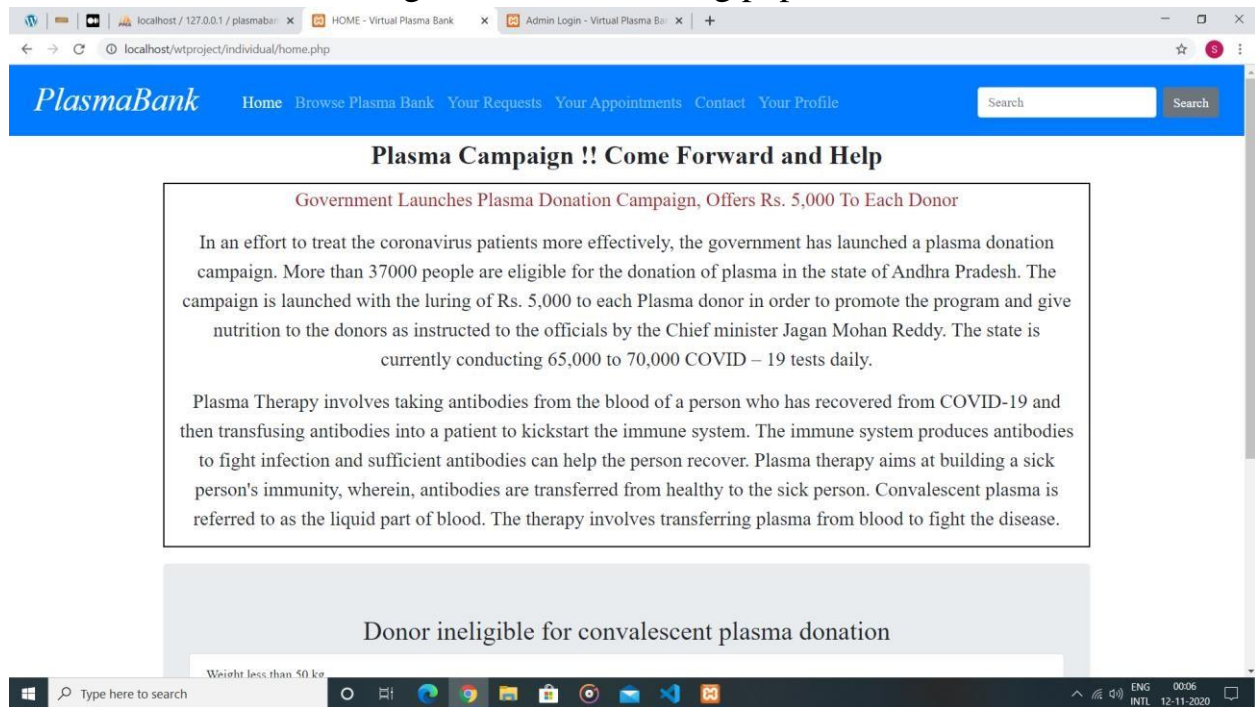 localhost / 127.0.0.1 / plasmaban
HOME - Virtual Plasma Bank
Admin Login - Virtual Plasma Ba
localhost/wtproject/individual/home.php
S
PlasmaBank Home Browse Plasma Bank Your Requests Your Appointments Contact Your Profile Search Search
Plasma Campaign !! Come Forward and Help
Government Launches Plasma Donation Campaign, Offers Rs. 5,000 To Each Donor
In an effort to treat the coronavirus patients more effectively, the government has launched a plasma donation
campaign. More than 37000 people are eligible for the donation of plasma in the state of Andhra Pradesh. The
campaign is launched with the luring of Rs. 5,000 to each Plasma donor in order to promote the program and give
nutrition to the donors as instructed to the officials by the Chief minister Jagan Mohan Reddy. The state is
currently conducting 65,000 to 70,000 COVID – 19 tests daily.
Plasma Therapy involves taking antibodies from the blood of a person who has recovered from COVID-19 and
then transfusing antibodies into a patient to kickstart the immune system. The immune system produces antibodies
to fight infection and sufficient antibodies can help the person recover. Plasma therapy aims at building a sick
person's immunity, wherein, antibodies are transferred from healthy to the sick person. Convalescent plasma is
referred to as the liquid part of blood. The therapy involves transferring plasma from blood to fight the disease.
Donor ineligible for convalescent plasma donation
Weight less than 50 kg
Type here to search
ENG 00:06
INTL 12-11-2020